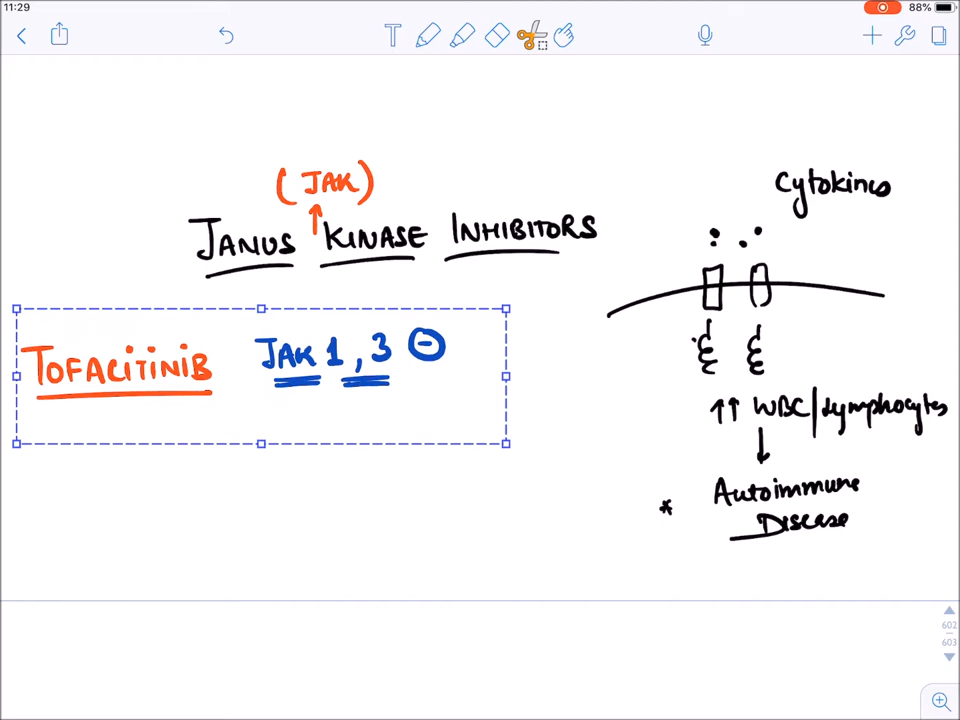 11:29
88%
T
(JAK)
JANUS KINASE INHIBITORS
Cytokines
TOFACITINIB JAK 1, 3 ⊖
↑↑ WBC/Lymphocytes
↓
* Autoimmune
Disease
602
603